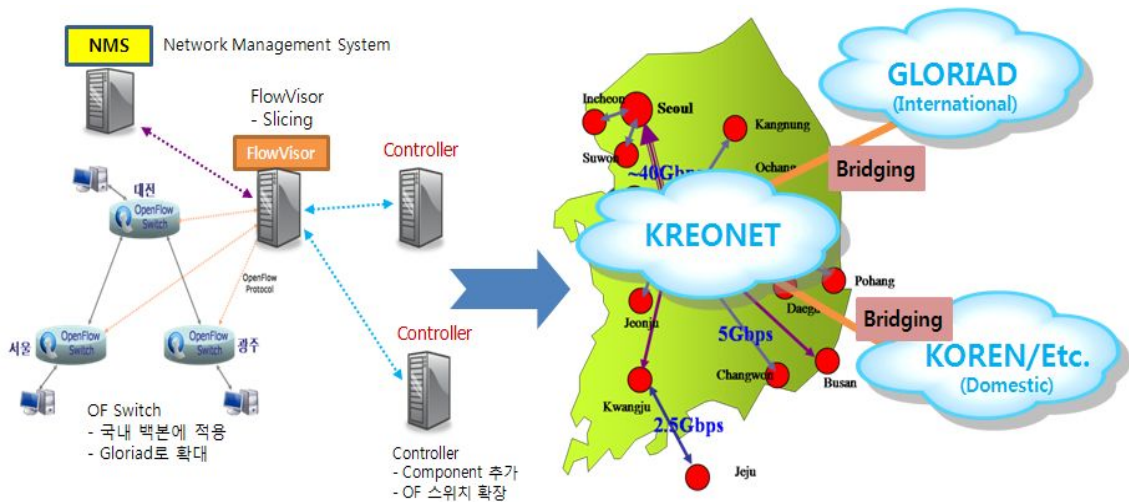 NMS
Network Management System
FlowVisor
- Slicing
FlowVisor
Controller
대전
OpenFlow
Switch
OpenFlow
Protocol
서울
OpenFlow
Switch
OpenFlow
Switch
광주
Controller
OF Switch
- 국내 백본에 적용
- Gloriad로 확대
Controller
- Component 추가
- OF 스위치 확장
GLORIAD
(International)
Incheon
Seoul
Kangnung
Suwon
Ochang
Bridging
~40Gbps
KREONET
Pohang
Daegu
Jeonju
Bridging
5Gbps
KOREN/Etc.
(Domestic)
Changwon
Busan
Kwangju
2.5Gbps
Jeju